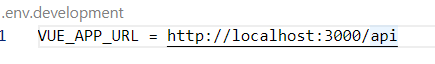 .env.development
1 VUE_APP_URL = http://localhost:3000/api